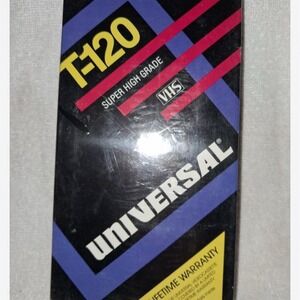 T-120
SUPER HIGH GRADE
VHS
UNIVERSAL
LIFETIME WARRANTY